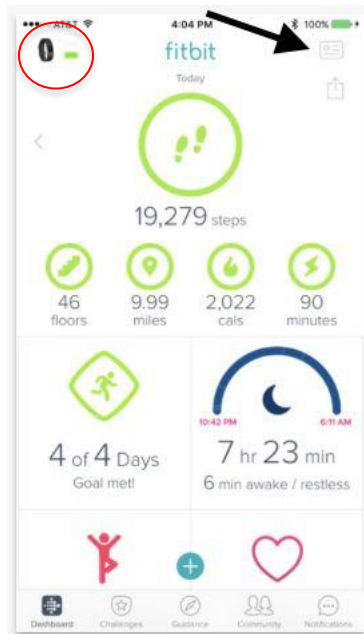 AT&T 4:04 PM 100%
fitbit
Today
19,279 steps
46 9.99 2,022 90
floors miles cals minutes
10:42 PM 6:11 AM
4 of 4 Days 7 hr 23 min
Goal met! 6 min awake / restless
Dashboard Challenges Guidance Community Notifications